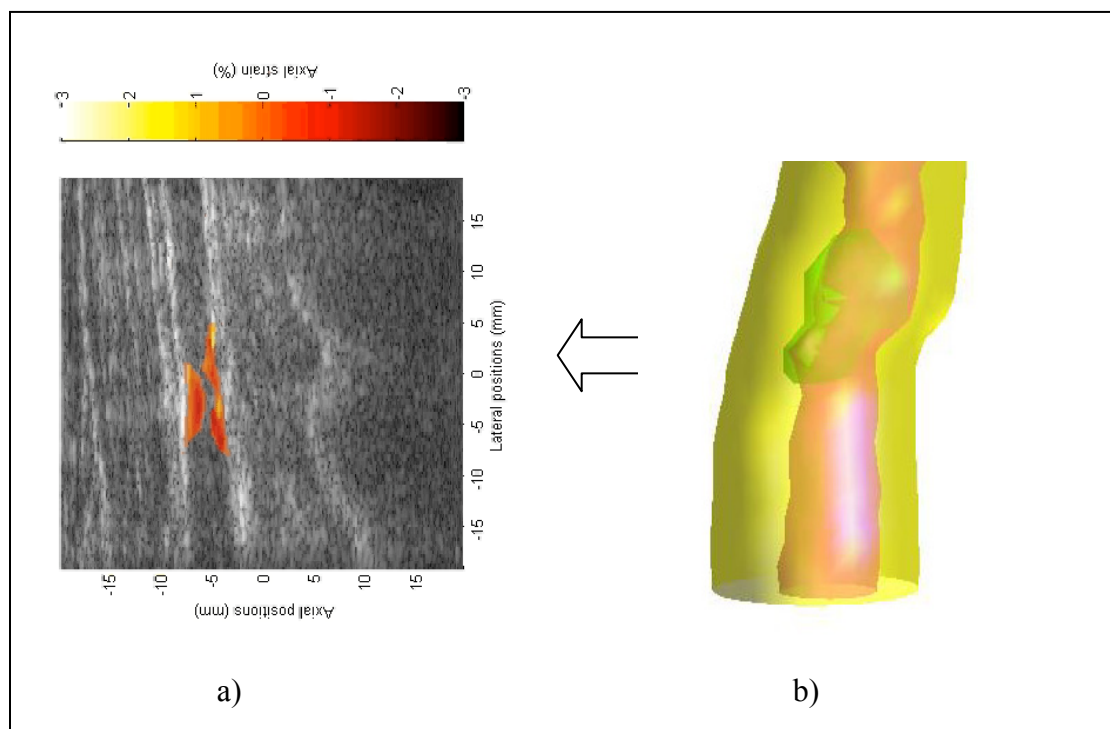 Axial strain (%)
3 2 1 0 -1 -2 -3
15
10
5
0
-5
-10
-15
Lateral positions (mm)
-15 -10 -5 0 5 10 15
Axial positions (mm)
a) b)